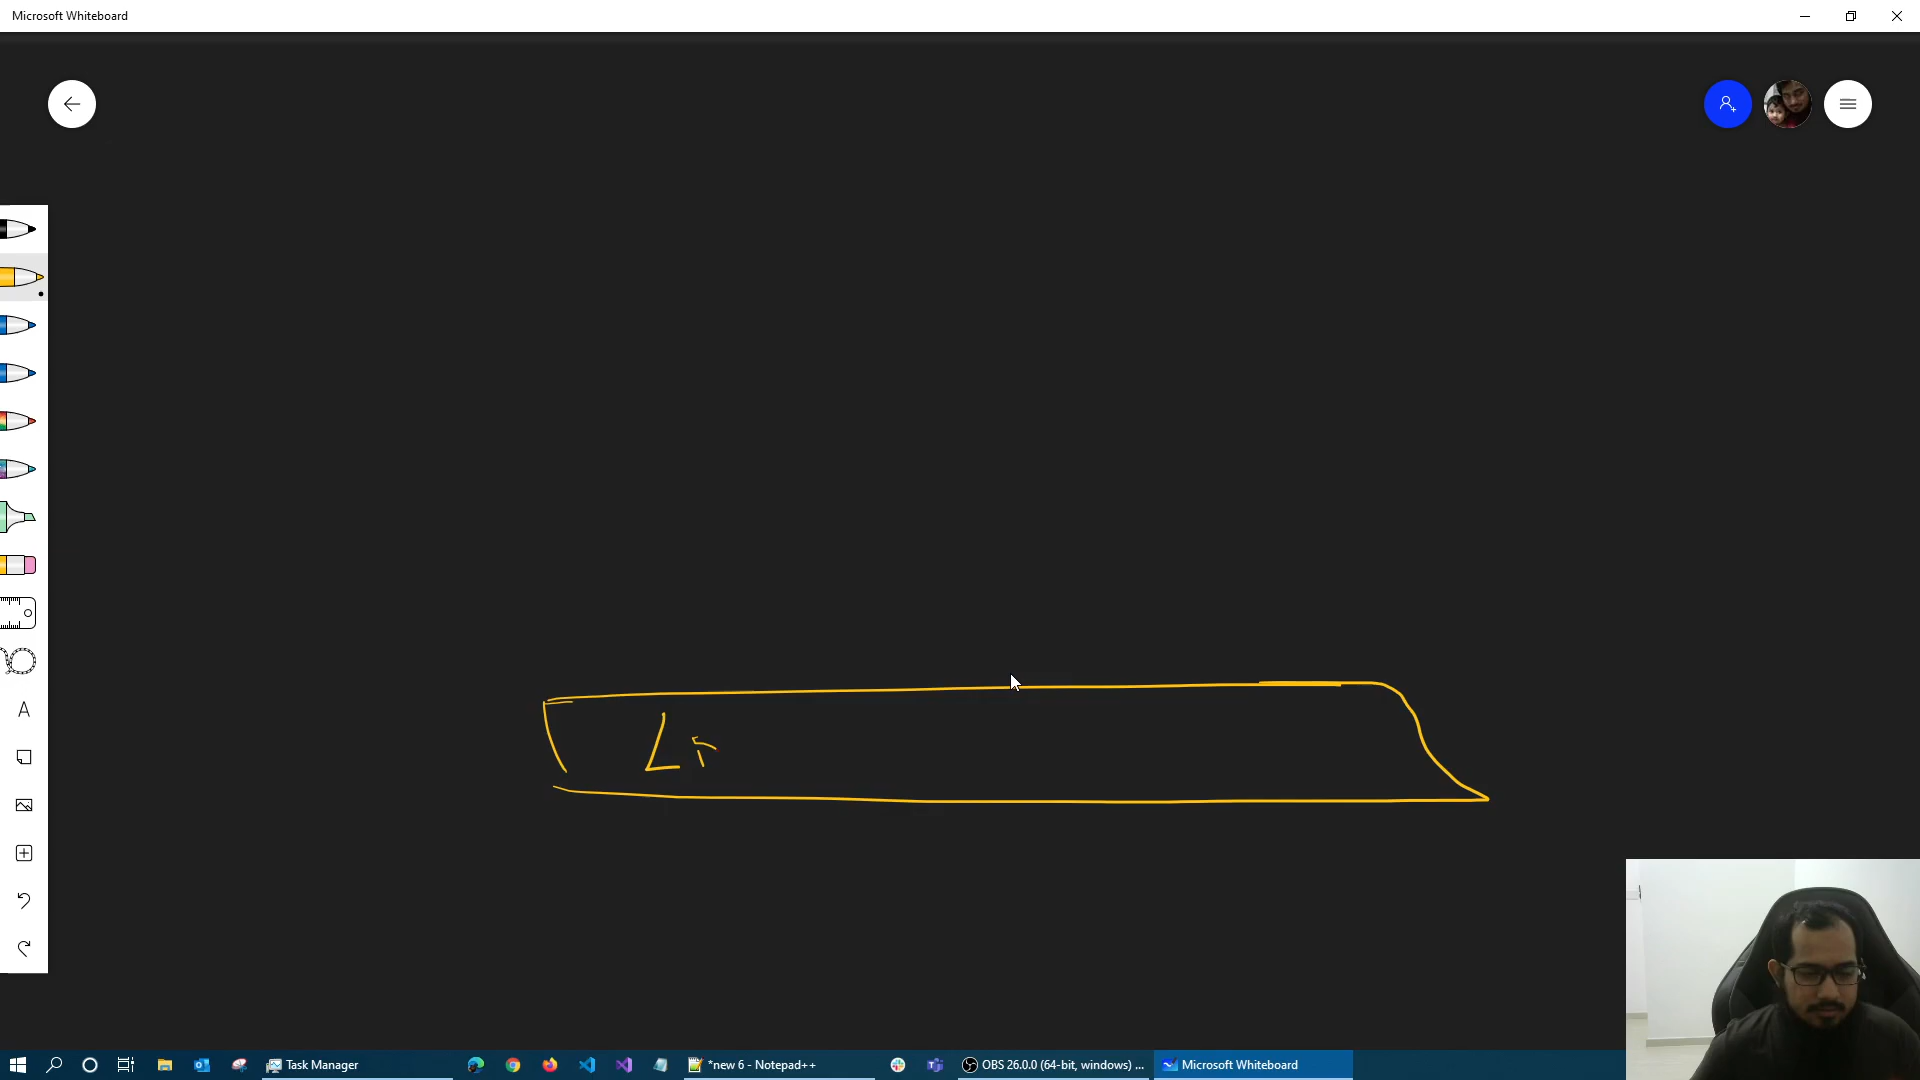 Microsoft Whiteboard
A
Task Manager
*new 6 - Notepad++
OBS 26.0.0 (64-bit, windows) ...
Microsoft Whiteboard